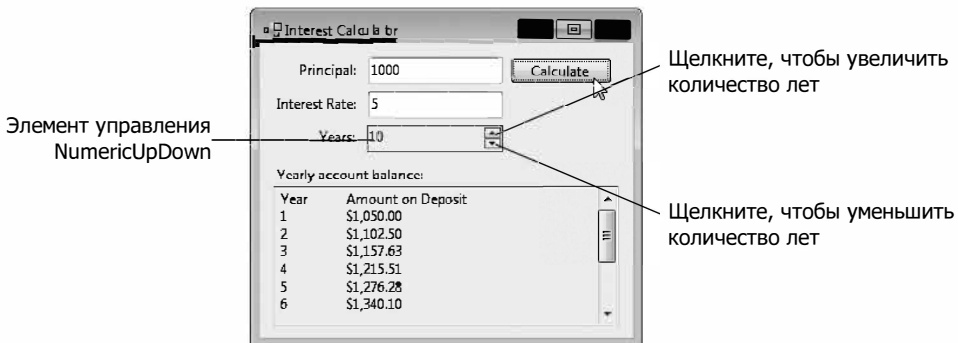 Interest Calculator
Principal: 1000 Calculate
Interest Rate: 5
Years: 10
Yearly account balance:
Year Amount on Deposit
1 $1,050.00
2 $1,102.50
3 $1,157.63
4 $1,215.51
5 $1,276.28
6 $1,340.10
Элемент управления
NumericUpDown
Щелкните, чтобы увеличить
количество лет
Щелкните, чтобы уменьшить
количество лет